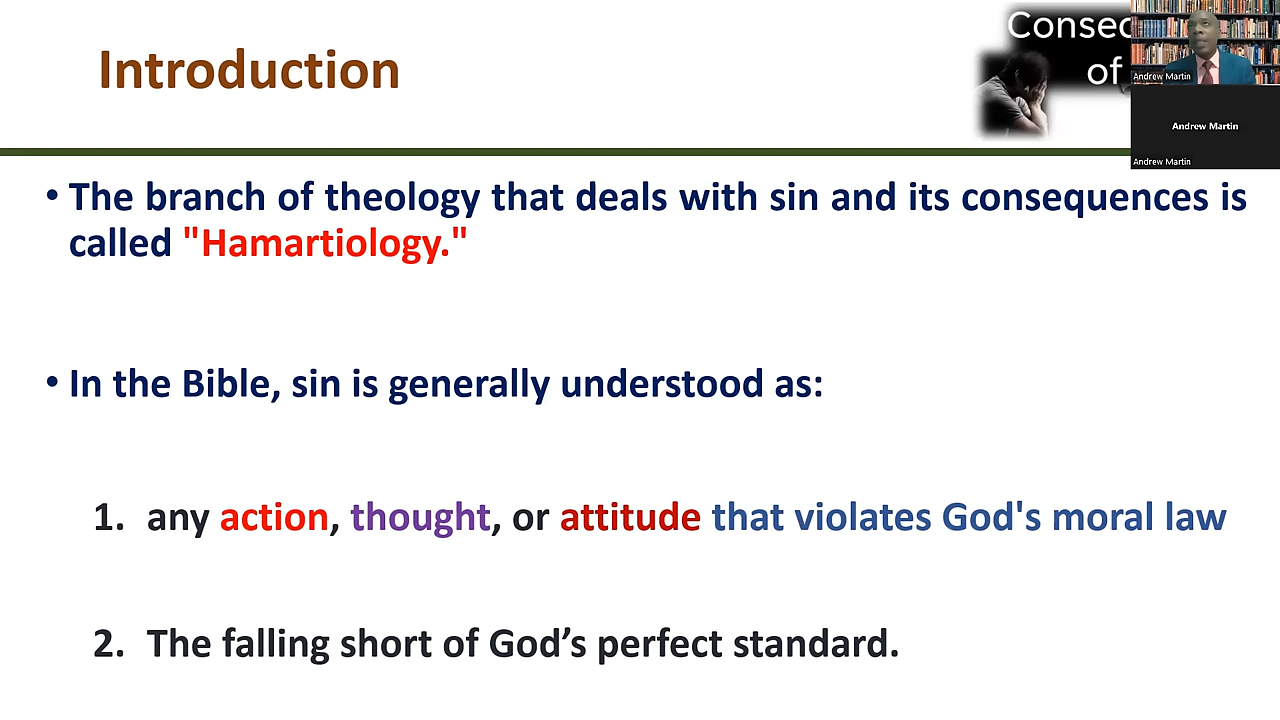 Introduction
Consec
of
Andrew Martin
Andrew Martin
Andrew Martin
• The branch of theology that deals with sin and its consequences is
called "Hamartiology."
• In the Bible, sin is generally understood as:
1. any action, thought, or attitude that violates God's moral law
2. The falling short of God’s perfect standard.